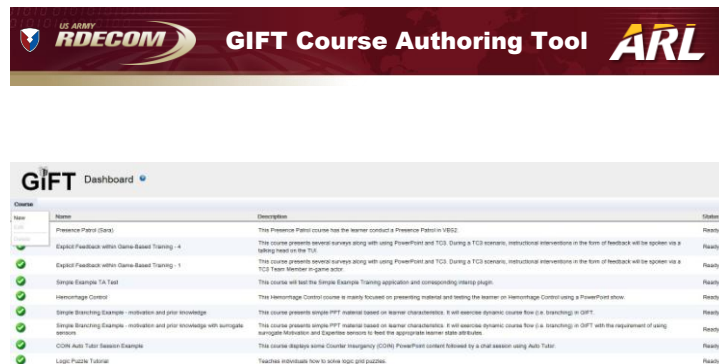 US ARMY
RDECOM
GIFT Course Authoring Tool
ARL
GIFT Dashboard
Course
New
Edit
Delete
Name Description Status
Presence Patrol (Sara) This Presence Patrol course has the learner conduct a Presence Patrol in VBS2. Ready
Explicit Feedback within Game-Based Training - 4 This course presents several surveys along with using PowerPoint and TC3. During a TC3 scenario, instructional interventions in the form of feedback will be spoken via a Ready
talking head on the TUI.
Explicit Feedback within Game-Based Training - 1 This course presents several surveys along with using PowerPoint and TC3. During a TC3 scenario, instructional interventions in the form of feedback will be spoken via a Ready
TC3 Team Member in-game actor.
Simple Example TA Test This course will test the Simple Example Training application and corresponding interop plugin. Ready
Hemorrhage Control This Hemorrhage Control course is mainly focused on presenting material and testing the learner on Hemorrhage Control using a PowerPoint show. Ready
Simple Branching Example - motivation and prior knowledge This course presents simple PPT material based on learner characteristics. It will exercise dynamic course flow (i.e. branching) in GIFT. Ready
Simple Branching Example - motivation and prior knowledge with surrogate This course presents simple PPT material based on learner characteristics. It will exercise dynamic course flow (i.e. branching) in GIFT with the requirement of using Ready
sensors surrogate Motivation and Expertise sensors to feed the appropriate learner state attributes.
COIN Auto Tutor Session Example This course displays some Counter Insurgency (COIN) PowerPoint content followed by a chat session using Auto Tutor. Ready
Logic Puzzle Tutorial Teaches individuals how to solve logic grid puzzles. Ready